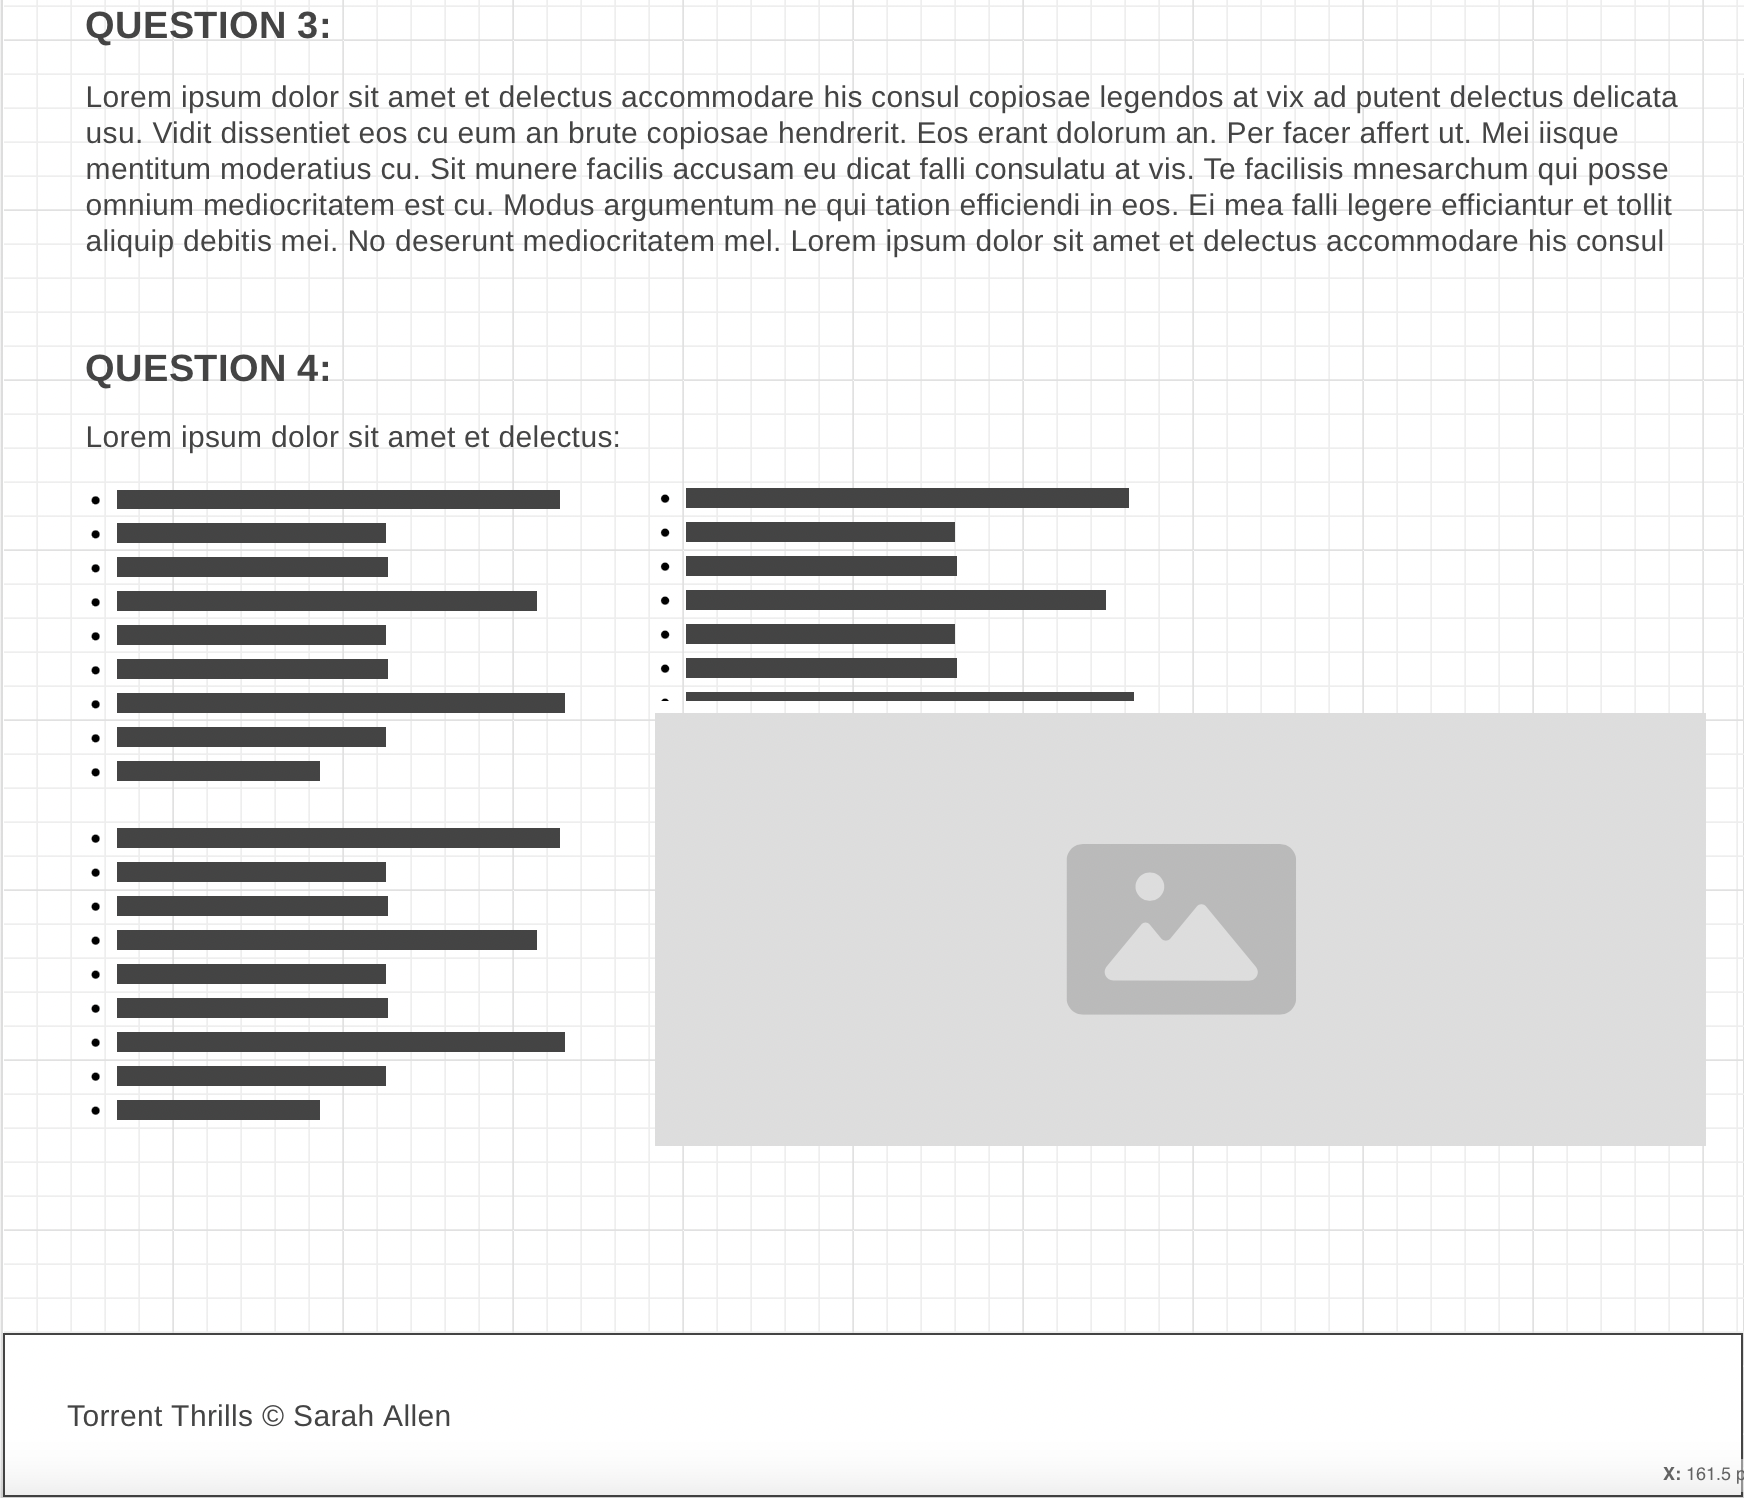 QUESTION 3:
Lorem ipsum dolor sit amet et delectus accommodare his consul copiosae legendos at vix ad putent delectus delicata
usu. Vidit dissentiet eos cu eum an brute copiosae hendrerit. Eos erant dolorum an. Per facer affert ut. Mei iisque
mentitum moderatius cu. Sit munere facilis accusam eu dicat falli consulatu at vis. Te facilisis mnesarchum qui posse
omnium mediocritatem est cu. Modus argumentum ne qui tation efficiendi in eos. Ei mea falli legere efficiantur et tollit
aliquip debitis mei. No deserunt mediocritatem mel. Lorem ipsum dolor sit amet et delectus accommodare his consul
QUESTION 4:
Lorem ipsum dolor sit amet et delectus:
Torrent Thrills © Sarah Allen
X: 161.5 p